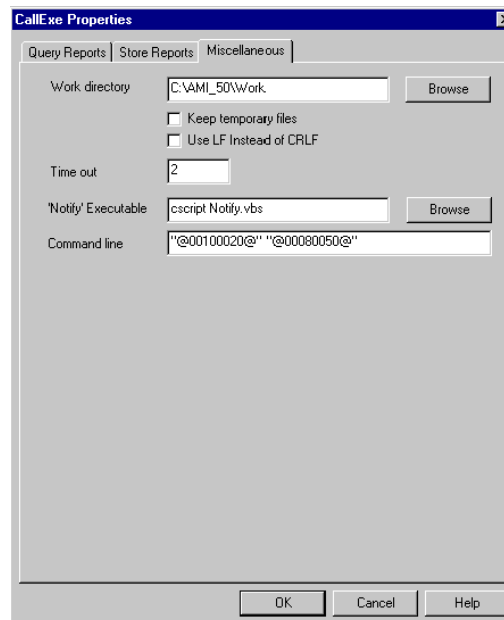 CallExe Properties
Query Reports Store Reports Miscellaneous
Work directory C:\AMI_50\Work. Browse
Keep temporary files
Use LF Instead of CRLF
Time out 2
'Notify' Executable cscript Notify.vbs Browse
Command line "@00100020@" "@00080050@"
OK Cancel Help